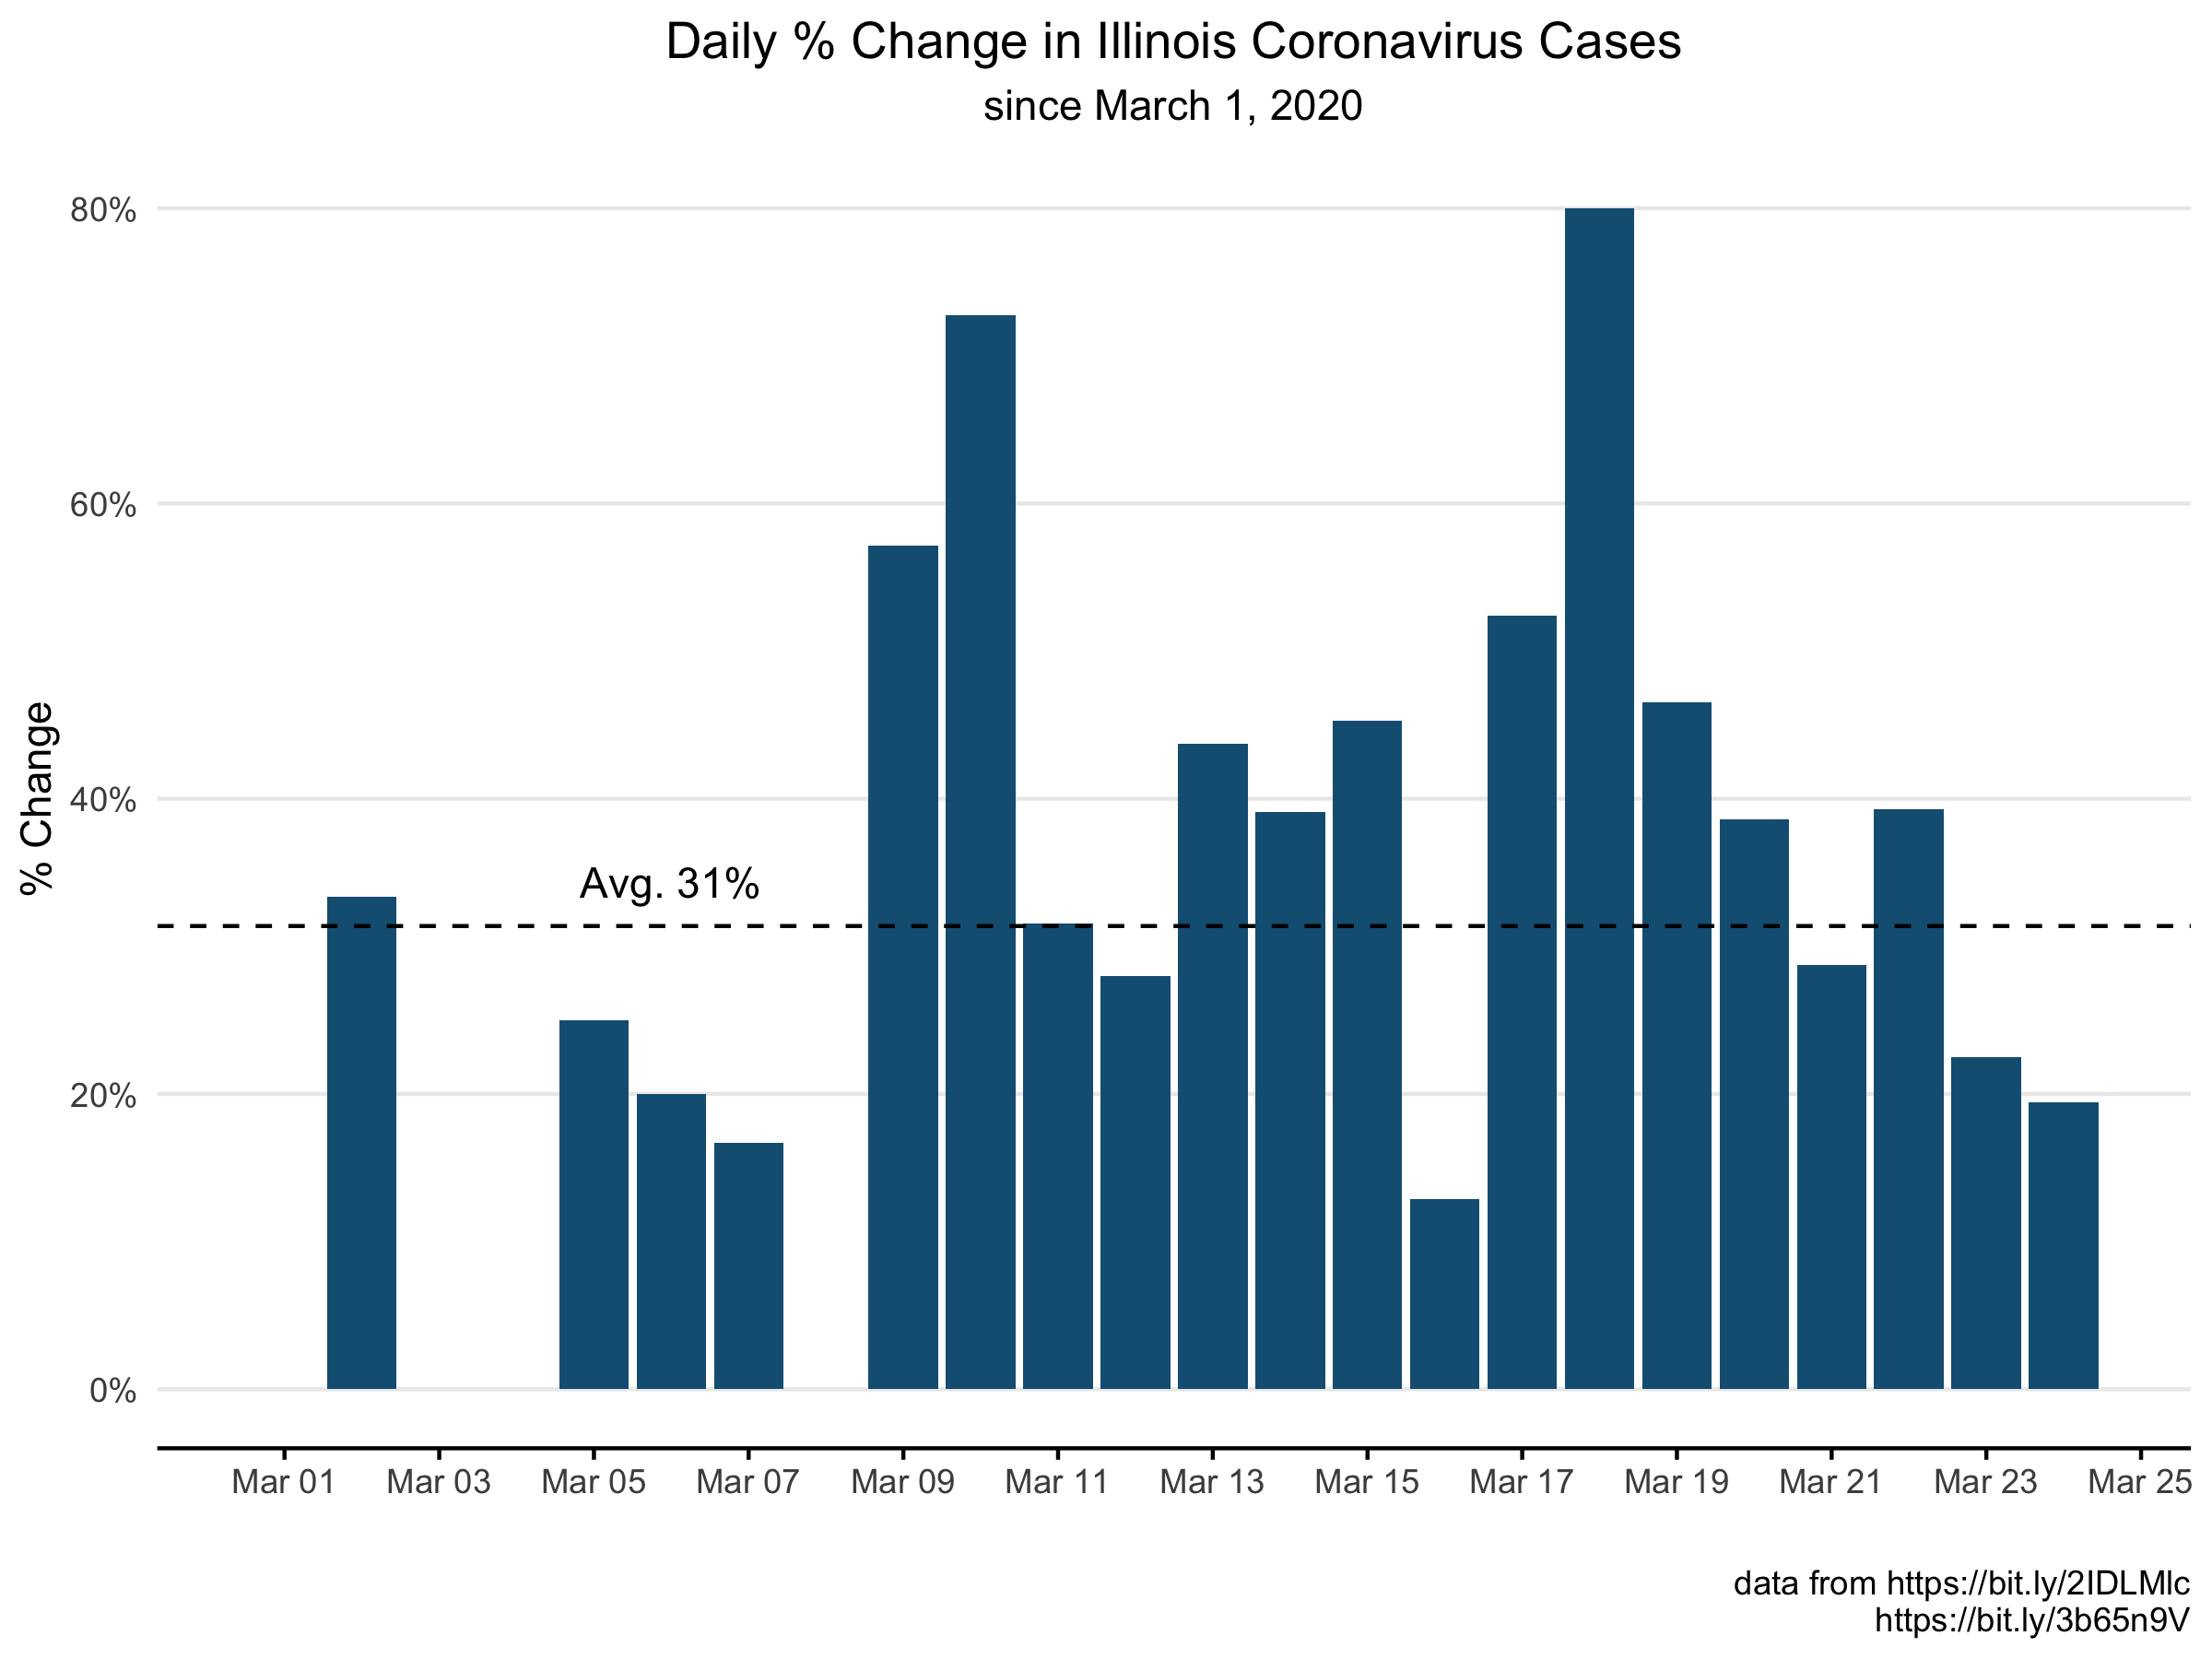 Daily % Change in Illinois Coronavirus Cases
since March 1, 2020
% Change
80%
60%
40%
20%
0%
Avg. 31%
Mar 01 Mar 03 Mar 05 Mar 07 Mar 09 Mar 11 Mar 13 Mar 15 Mar 17 Mar 19 Mar 21 Mar 23 Mar 25
data from https://bit.ly/2IDLMlc
https://bit.ly/3b65n9V